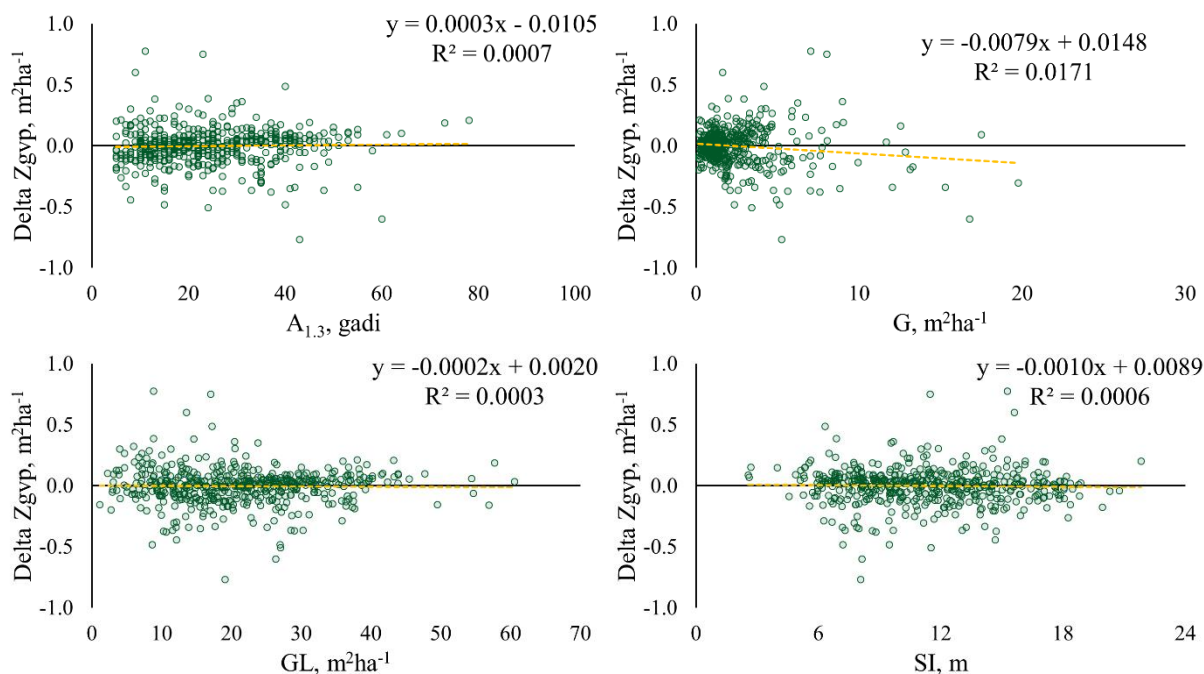 y = 0.0003x - 0.0105
R² = 0.0007
Delta Zgvp, m²ha⁻¹
1.0
0.5
0.0
-0.5
-1.0
0 20 40 60 80 100
A₁.₃, gadi
y = -0.0079x + 0.0148
R² = 0.0171
Delta Zgvp, m²ha⁻¹
1.0
0.5
0.0
-0.5
-1.0
0 10 20 30
G, m²ha⁻¹
y = -0.0002x + 0.0020
R² = 0.0003
Delta Zgvp, m²ha⁻¹
1.0
0.5
0.0
-0.5
-1.0
0 10 20 30 40 50 60 70
GL, m²ha⁻¹
y = -0.0010x + 0.0089
R² = 0.0006
Delta Zgvp, m²ha⁻¹
1.0
0.5
0.0
-0.5
-1.0
0 6 12 18 24
SI, m